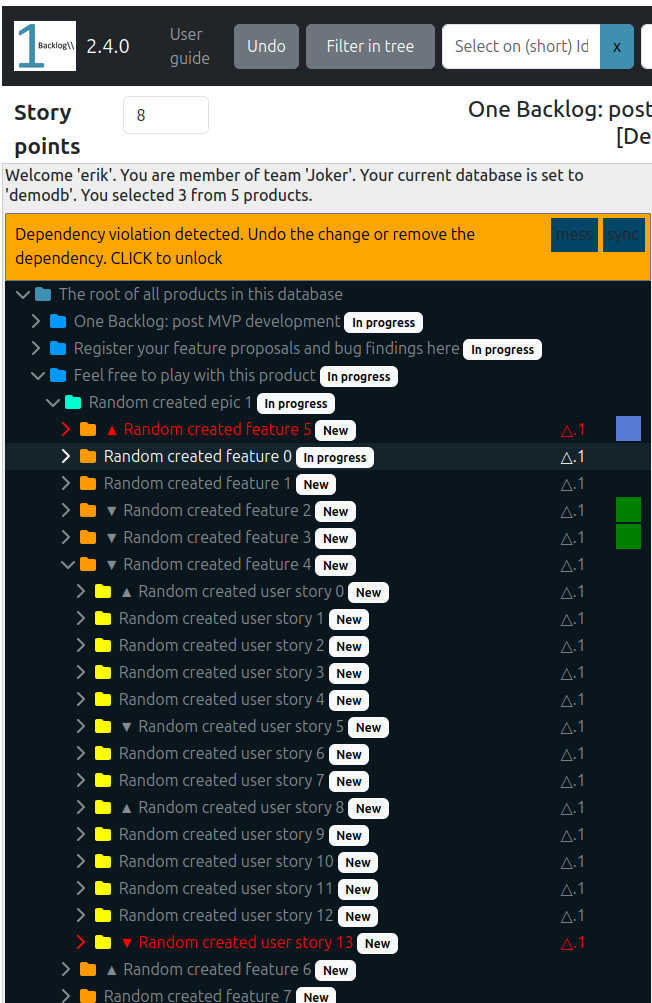 1 Backlog\\ 2.4.0 User guide Undo Filter in tree Select on (short) Id x
Story points 8 One Backlog: post
[De
Welcome 'erik'. You are member of team 'Joker'. Your current database is set to
'demodb'. You selected 3 from 5 products.
Dependency violation detected. Undo the change or remove the mess sync
dependency. CLICK to unlock
The root of all products in this database
One Backlog: post MVP development In progress
Register your feature proposals and bug findings here In progress
Feel free to play with this product In progress
Random created epic 1 In progress
▲ Random created feature 5 New △.1
Random created feature 0 In progress △.1
Random created feature 1 New △.1
▼ Random created feature 2 New △.1
▼ Random created feature 3 New △.1
▼ Random created feature 4 New △.1
▲ Random created user story 0 New △.1
Random created user story 1 New △.1
Random created user story 2 New △.1
Random created user story 3 New △.1
Random created user story 4 New △.1
▼ Random created user story 5 New △.1
Random created user story 6 New △.1
Random created user story 7 New △.1
▲ Random created user story 8 New △.1
Random created user story 9 New △.1
Random created user story 10 New △.1
Random created user story 11 New △.1
Random created user story 12 New △.1
▼ Random created user story 13 New △.1
▲ Random created feature 6 New △.1
Random created feature 7 New △.1